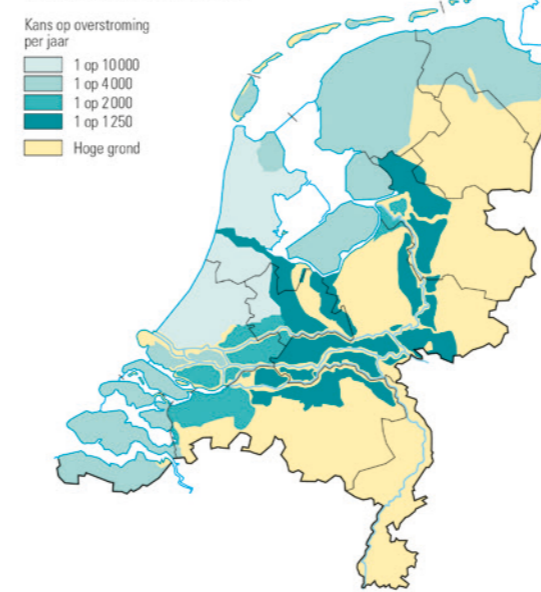 Kans op overstroming
per jaar
1 op 10 000
1 op 4 000
1 op 2 000
1 op 1 250
Hoge grond